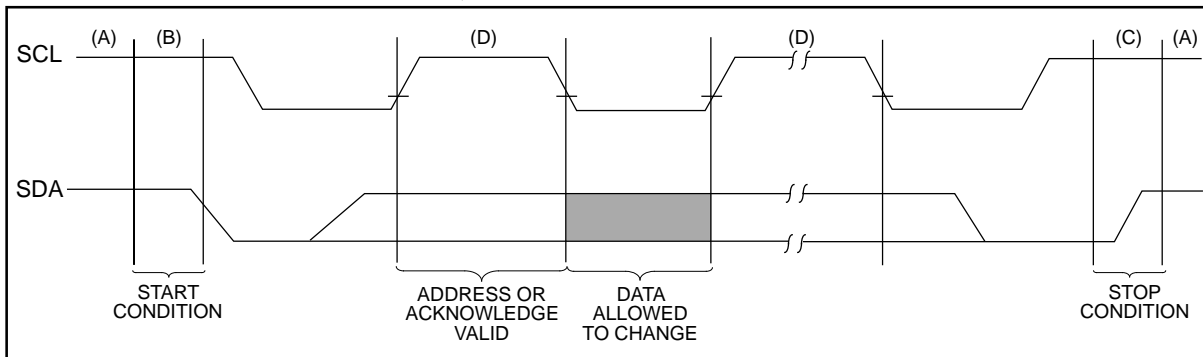 (A) (B) (D) (D) (C) (A)
SCL
SDA
START
CONDITION
ADDRESS OR
ACKNOWLEDGE
VALID
DATA
ALLOWED
TO CHANGE
STOP
CONDITION